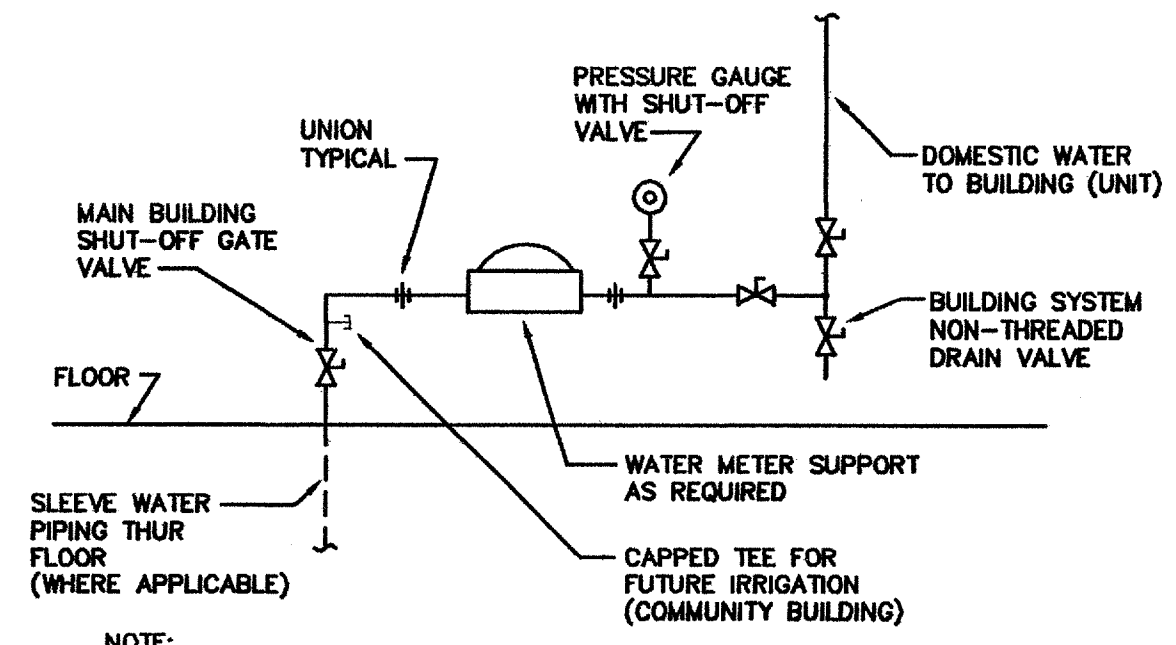 PRESSURE GAUGE
WITH SHUT-OFF
VALVE
UNION
TYPICAL
DOMESTIC WATER
TO BUILDING (UNIT)
MAIN BUILDING
SHUT-OFF GATE
VALVE
BUILDING SYSTEM
NON-THREADED
DRAIN VALVE
FLOOR
WATER METER SUPPORT
AS REQUIRED
SLEEVE WATER
PIPING THUR
FLOOR
(WHERE APPLICABLE)
CAPPED TEE FOR
FUTURE IRRIGATION
(COMMUNITY BUILDING)
NOTE: